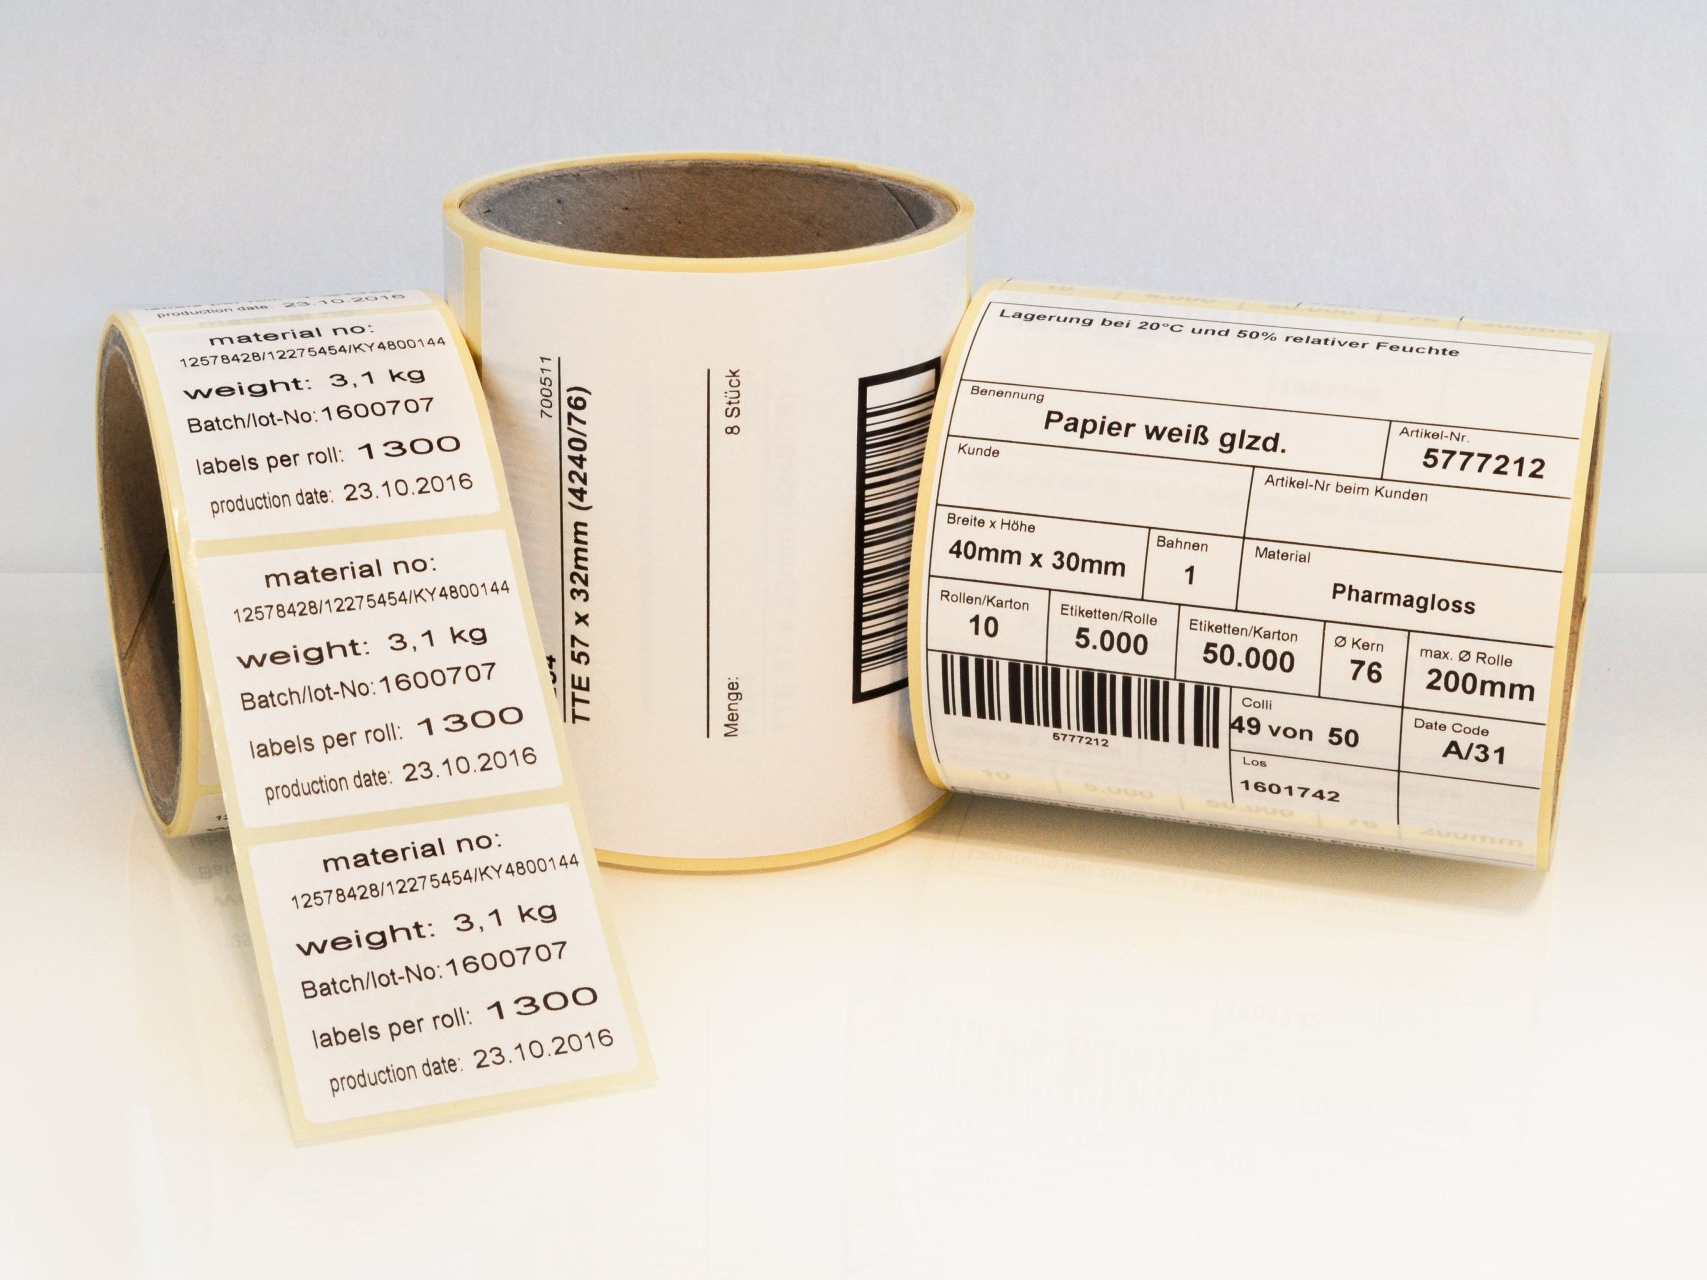 production date: 23.10.2016
material no:
12578428/12275454/KY4800144
weight: 3,1 kg
Batch/lot-No:1600707
labels per roll: 1300
production date: 23.10.2016
material no:
12578428/12275454/KY4800144
weight: 3,1 kg
Batch/lot-No:1600707
labels per roll: 1300
production date: 23.10.2016
material no:
12578428/12275454/KY4800144
weight: 3,1 kg
Batch/lot-No:1600707
labels per roll: 1300
production date: 23.10.2016
700511
TTE 57 x 32mm (4240/76)
Menge: 8 Stück
Lagerung bei 20°C und 50% relativer Feuchte
Benennung
Papier weiß glzd.
Artikel-Nr.
5777212
Kunde
Artikel-Nr beim Kunden
Breite x Höhe
40mm x 30mm
Bahnen
1
Material
Pharmagloss
Rollen/Karton
10
Etiketten/Rolle
5.000
Etiketten/Karton
50.000
Ø Kern
76
max. Ø Rolle
200mm
5777212
Colli
49 von 50
Date Code
A/31
Los
1601742